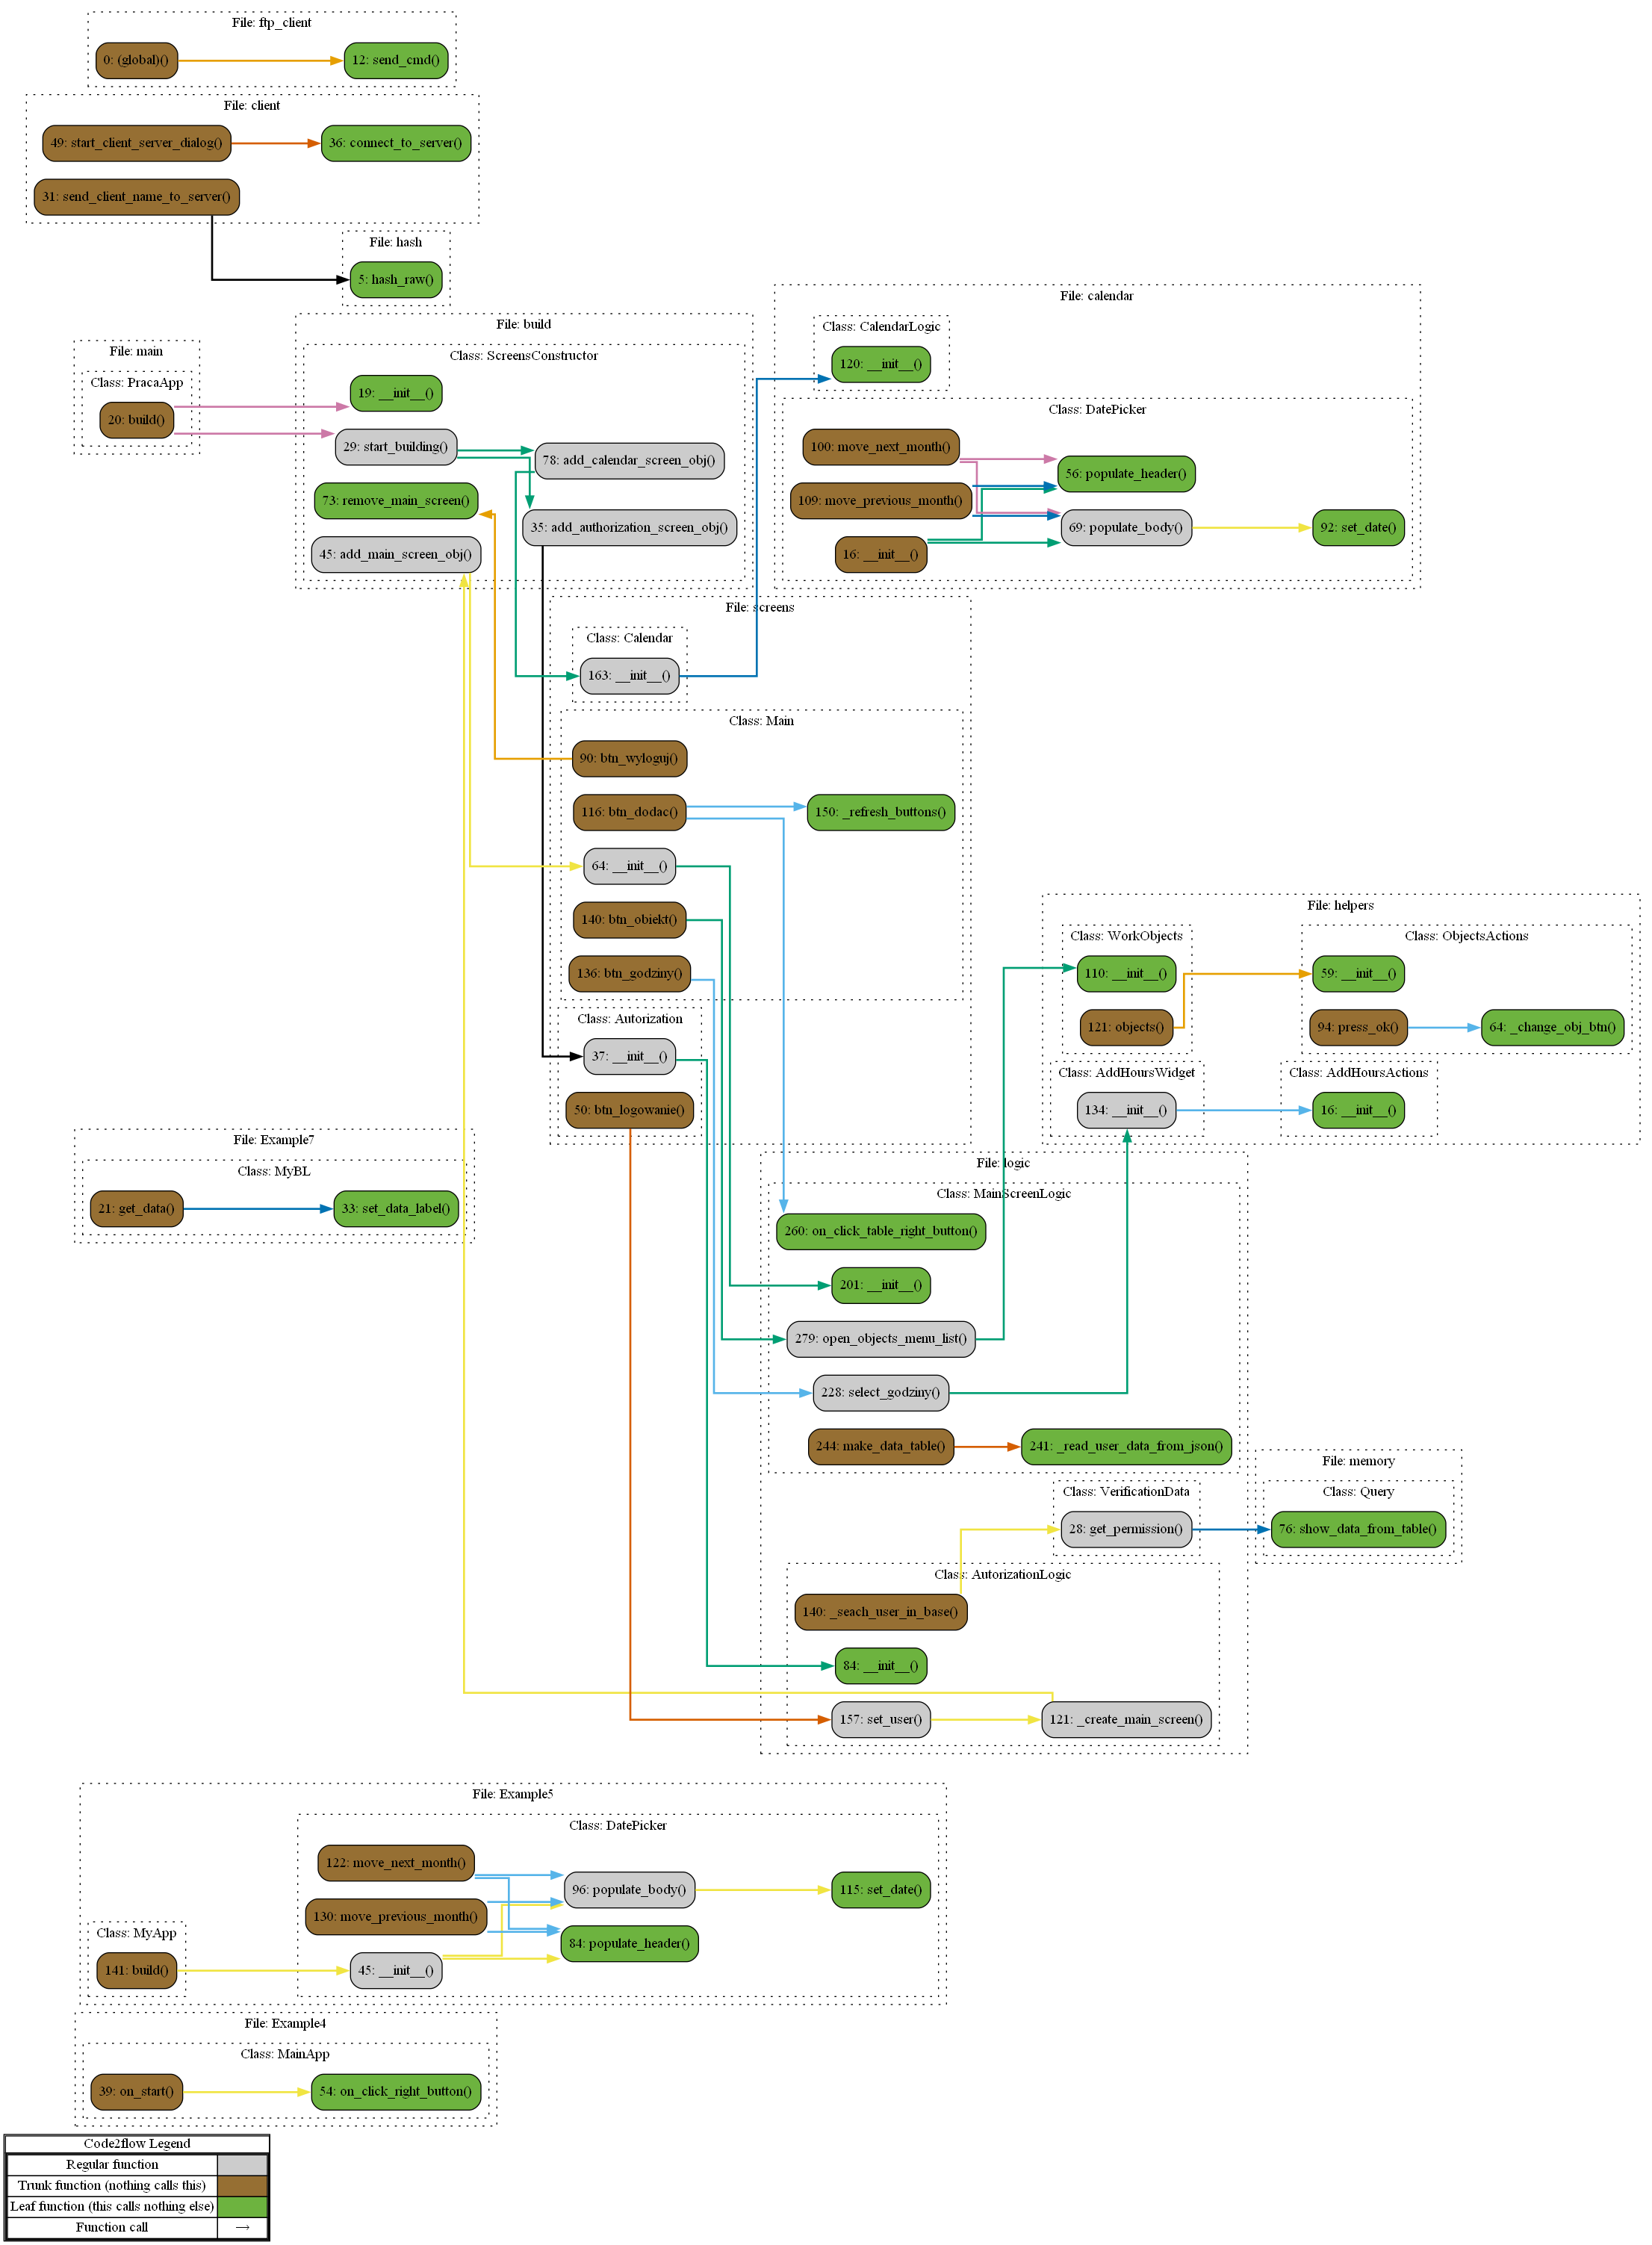 File: ftp_client
0: (global)()
12: send_cmd()
File: client
49: start_client_server_dialog()
36: connect_to_server()
31: send_client_name_to_server()
File: hash
5: hash_raw()
File: main
Class: PracaApp
20: build()
File: build
Class: ScreensConstructor
19: __init__()
29: start_building()
78: add_calendar_screen_obj()
73: remove_main_screen()
35: add_authorization_screen_obj()
45: add_main_screen_obj()
File: calendar
Class: CalendarLogic
120: __init__()
Class: DatePicker
100: move_next_month()
56: populate_header()
109: move_previous_month()
69: populate_body()
92: set_date()
16: __init__()
File: screens
Class: Calendar
163: __init__()
Class: Main
90: btn_wyloguj()
116: btn_dodac()
150: _refresh_buttons()
64: __init__()
140: btn_obiekt()
136: btn_godziny()
Class: Autorization
37: __init__()
50: btn_logowanie()
File: helpers
Class: WorkObjects
110: __init__()
121: objects()
Class: ObjectsActions
59: __init__()
94: press_ok()
64: _change_obj_btn()
Class: AddHoursWidget
134: __init__()
Class: AddHoursActions
16: __init__()
File: Example7
Class: MyBL
21: get_data()
33: set_data_label()
File: logic
Class: MainScreenLogic
260: on_click_table_right_button()
201: __init__()
279: open_objects_menu_list()
228: select_godziny()
244: make_data_table()
241: _read_user_data_from_json()
Class: VerificationData
28: get_permission()
File: memory
Class: Query
76: show_data_from_table()
Class: AutorizationLogic
140: _seach_user_in_base()
84: __init__()
157: set_user()
121: _create_main_screen()
File: Example5
Class: DatePicker
122: move_next_month()
96: populate_body()
115: set_date()
130: move_previous_month()
84: populate_header()
Class: MyApp
141: build()
45: __init__()
File: Example4
Class: MainApp
39: on_start()
54: on_click_right_button()
Code2flow Legend
Regular function
Trunk function (nothing calls this)
Leaf function (this calls nothing else)
Function call →